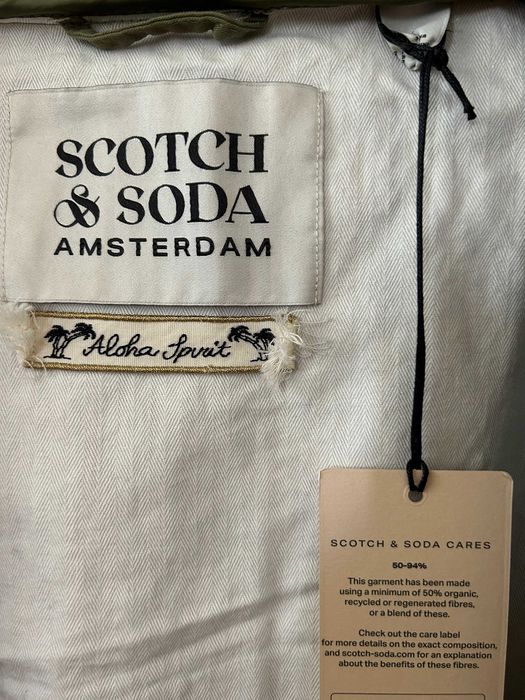 SCOTCH
& SODA
AMSTERDAM
Aloha Spirit
SCOTCH & SODA CARES
50-94%
This garment has been made
using a minimum of 50% organic,
recycled or regenerated fibres,
or a blend of these.
Check out the care label
for more details on the exact composition,
and scotch-soda.com for an explanation
about the benefits of these fibres.